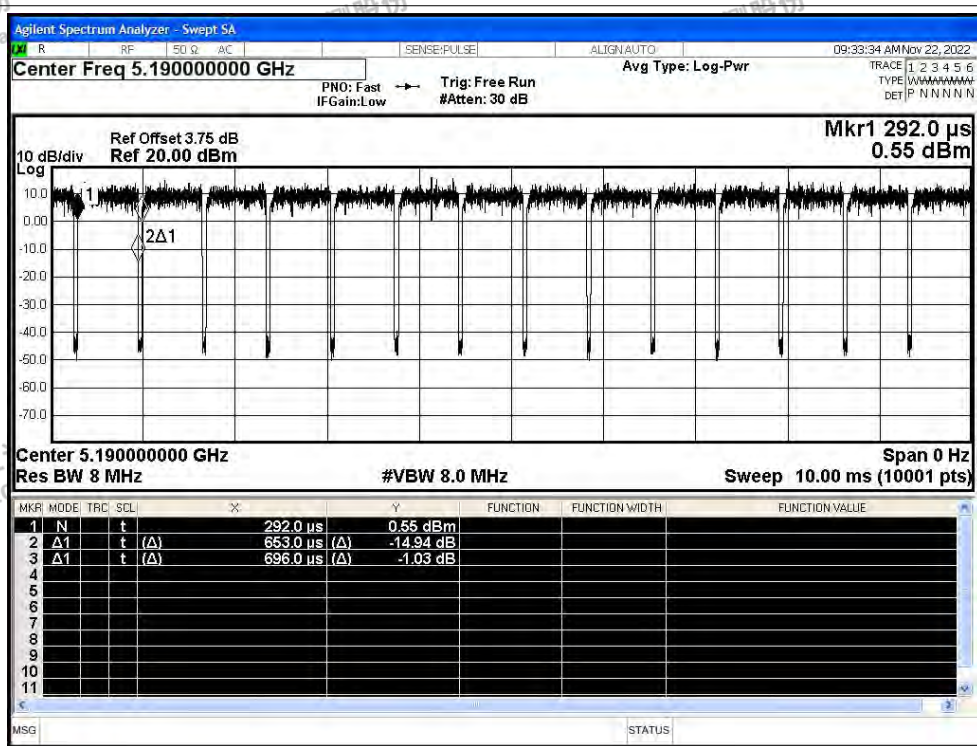 Agilent Spectrum Analyzer - Swept SA
R RF 50 Ω AC SENSE:PULSE ALIGN AUTO 09:33:34 AM Nov 22, 2022
Center Freq 5.190000000 GHz Avg Type: Log-Pwr TRACE 1 2 3 4 5 6
PNO: Fast Trig: Free Run TYPE
IFGain:Low #Atten: 30 dB DET P N N N N N
Mkr1 292.0 µs
Ref Offset 3.75 dB
10 dB/div Ref 20.00 dBm 0.55 dBm
Log
10.0
1
0.00
2Δ1
-10.0
-20.0
-30.0
-40.0
-50.0
-60.0
-70.0
Center 5.190000000 GHz Span 0 Hz
Res BW 8 MHz #VBW 8.0 MHz Sweep 10.00 ms (10001 pts)
MKR MODE TRC SCL X Y FUNCTION FUNCTION WIDTH FUNCTION VALUE
1 N t 292.0 µs 0.55 dBm
2 Δ1 t (Δ) 653.0 µs (Δ) -14.94 dB
3 Δ1 t (Δ) 696.0 µs (Δ) -1.03 dB
4
5
6
7
8
9
10
11
MSG STATUS